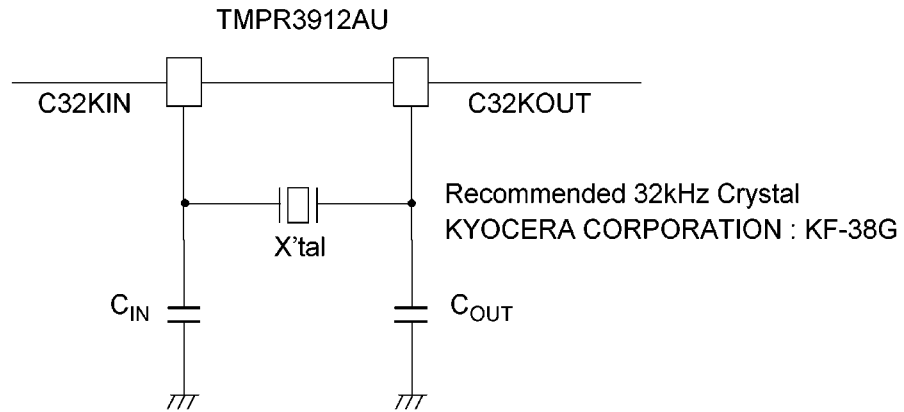 TMPR3912AU
C32KIN
C32KOUT
Recommended 32kHz Crystal
KYOCERA CORPORATION : KF-38G
X'tal
CIN
COUT